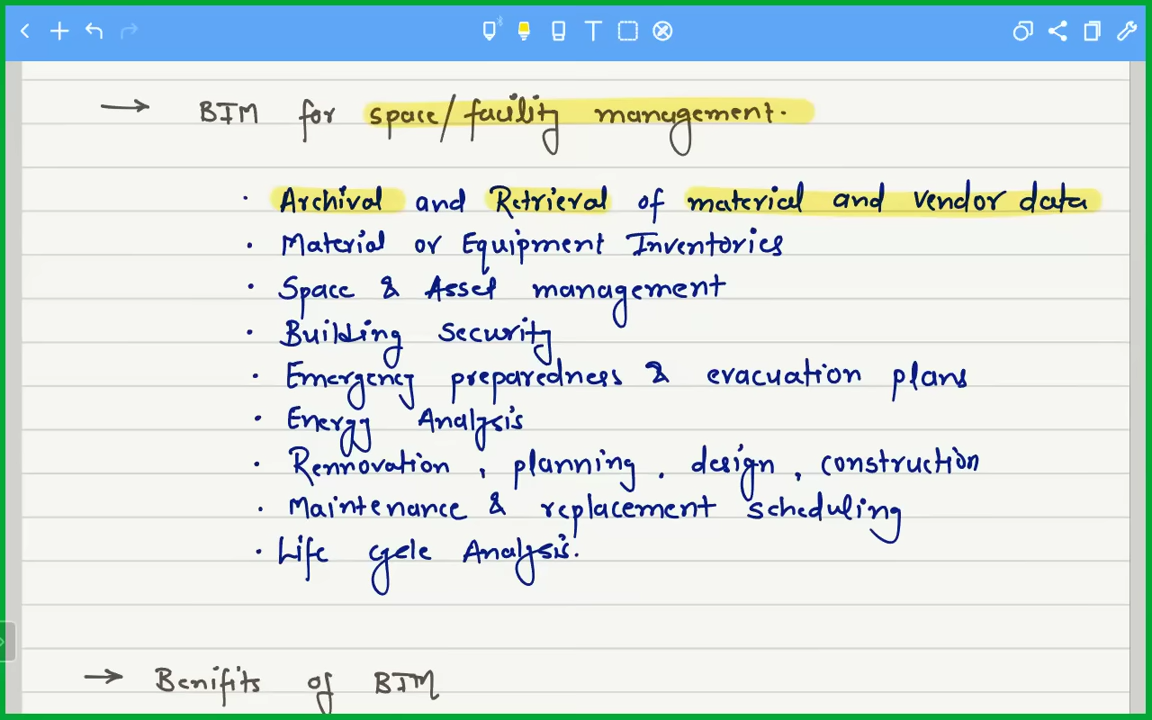 → BIM for space/facility management.
· Archival and Retrieval of material and vendor data
· Material or Equipment Inventories
· Space & Asset management
· Building security
· Emergency preparedness & evacuation plans
· Energy Analysis
· Rennovation, planning, design, construction
· Maintenance & replacement scheduling
· Life cycle Analysis.
→ Benifits of BIM